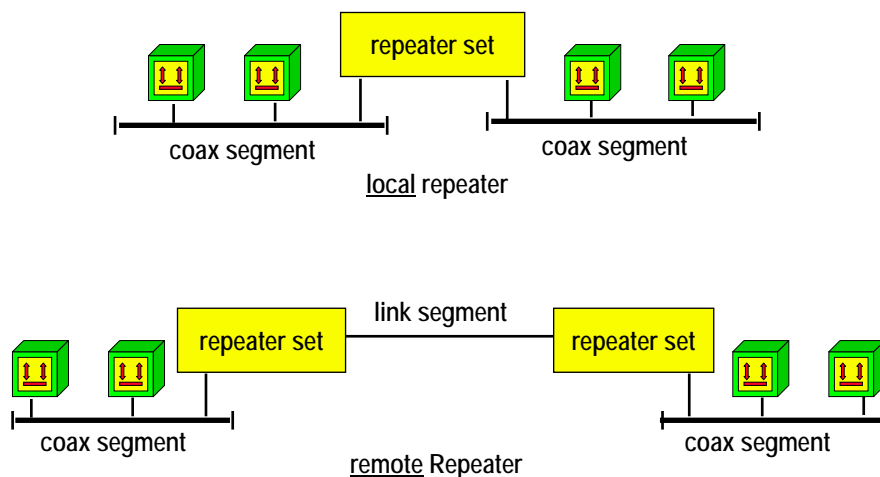 repeater set
coax segment
coax segment
local repeater
link segment
repeater set
repeater set
coax segment
coax segment
remote Repeater